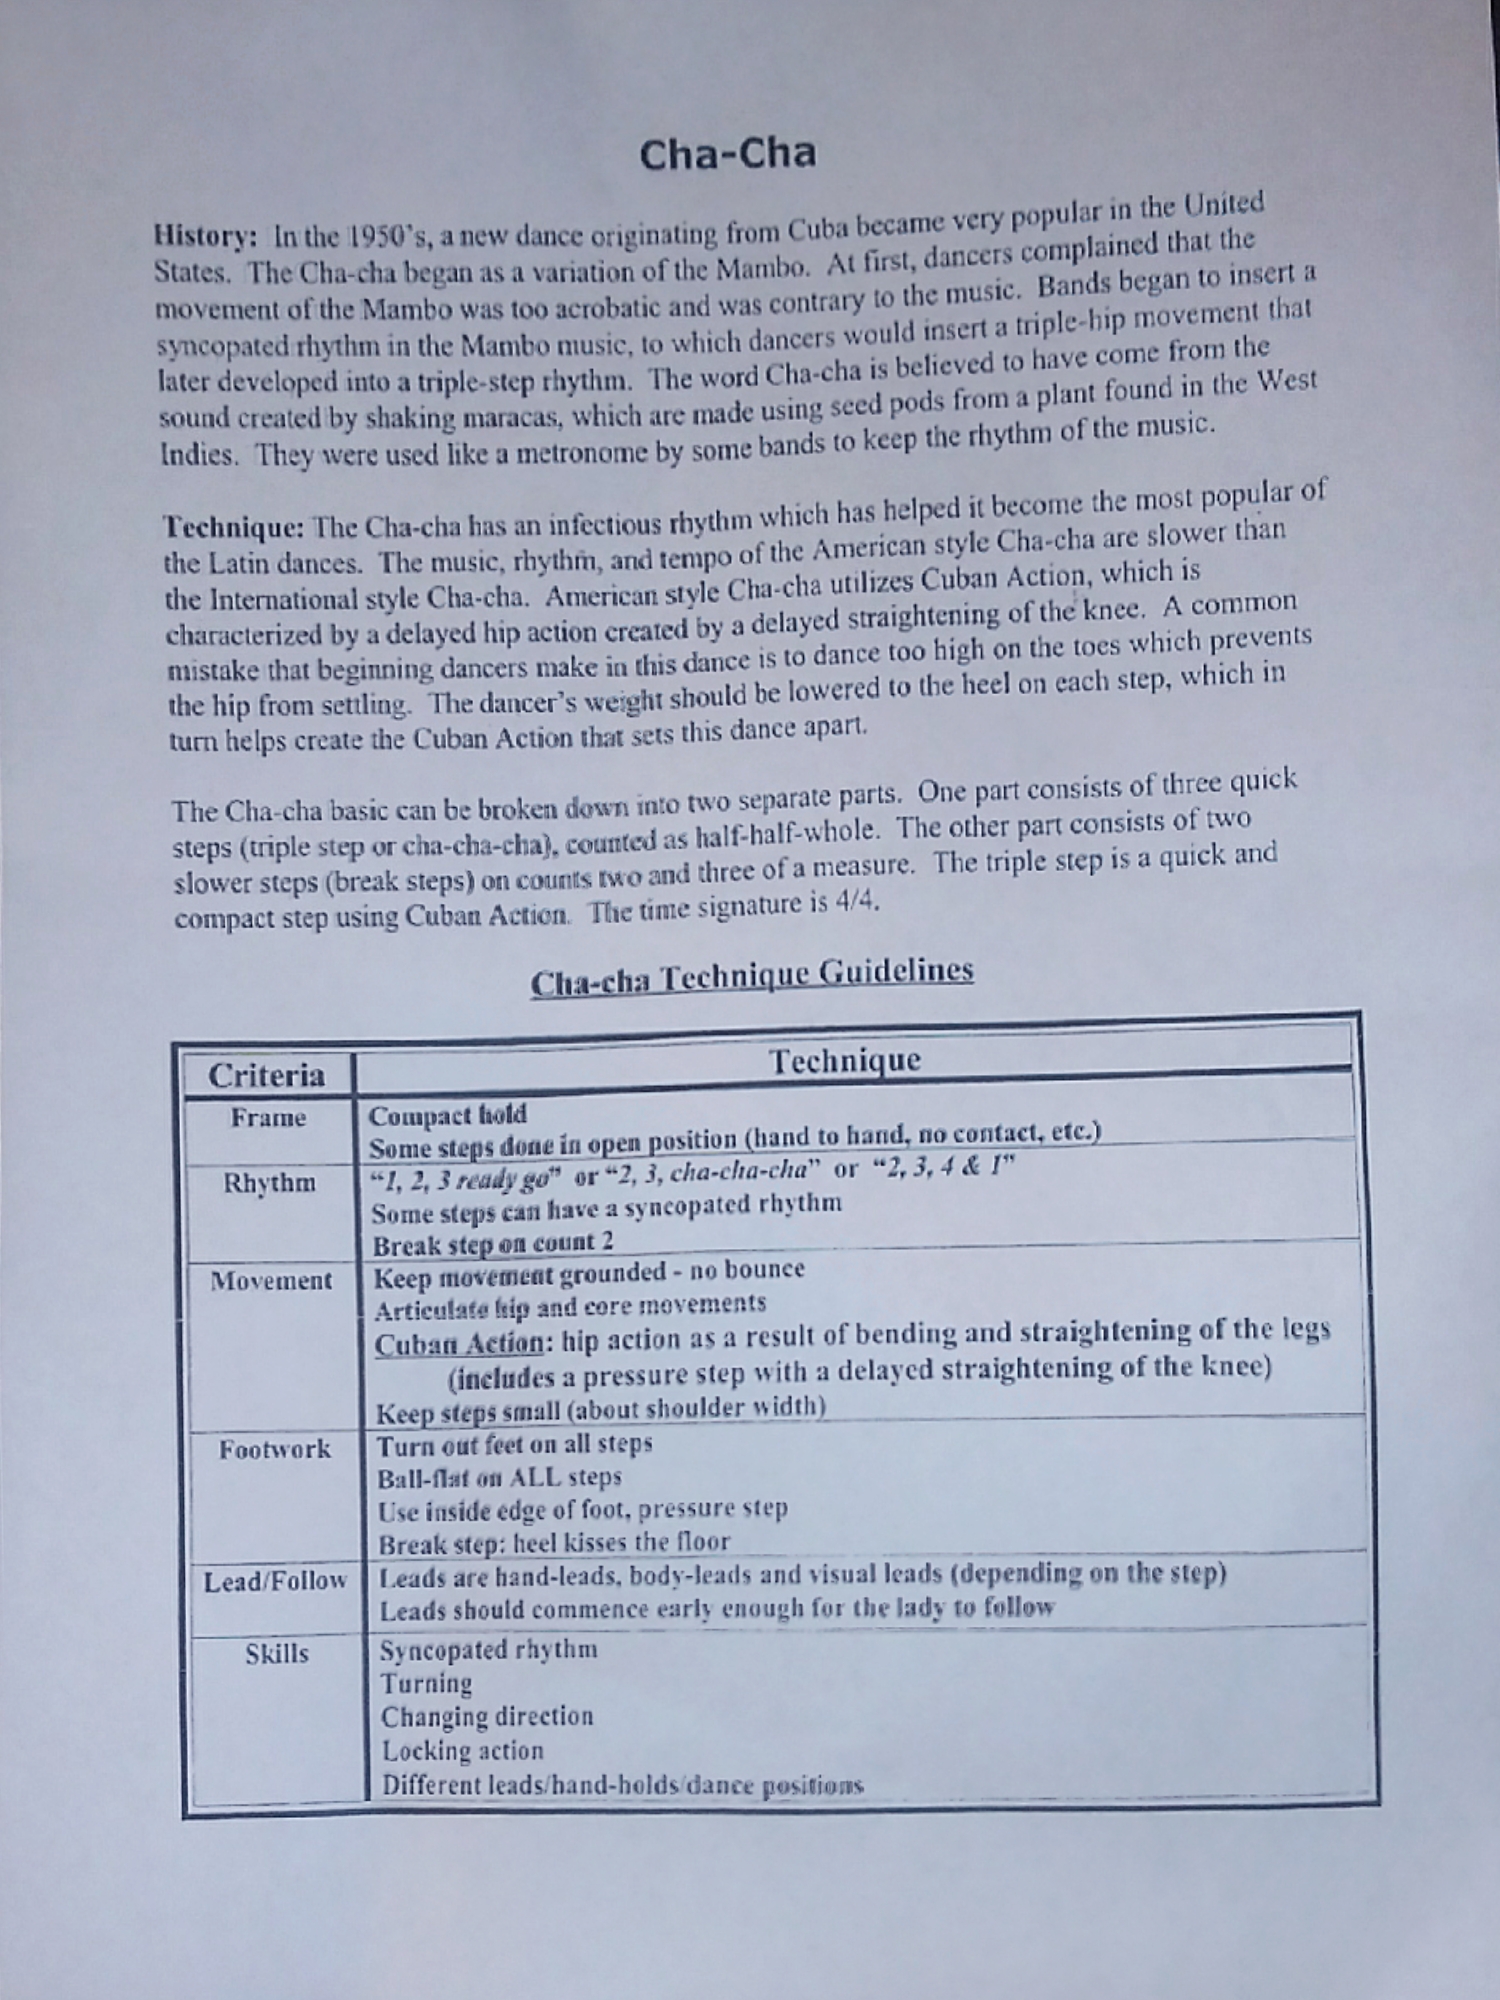 Cha-Cha
History: In the 1950's, a new dance originating from Cuba became very popular in the United
States. The Cha-cha began as a variation of the Mambo. At first, dancers complained that the
movement of the Mambo was too acrobatic and was contrary to the music. Bands began to insert a
syncopated rhythm in the Mambo music, to which dancers would insert a triple-hip movement that
later developed into a triple-step rhythm. The word Cha-cha is believed to have come from the
sound created by shaking maracas, which are made using seed pods from a plant found in the West
Indies. They were used like a metronome by some bands to keep the rhythm of the music.
Technique: The Cha-cha has an infectious rhythm which has helped it become the most popular of
the Latin dances. The music, rhythm, and tempo of the American style Cha-cha are slower than
the International style Cha-cha. American style Cha-cha utilizes Cuban Action, which is
characterized by a delayed hip action created by a delayed straightening of the knee. A common
mistake that beginning dancers make in this dance is to dance too high on the toes which prevents
the hip from settling. The dancer's weight should be lowered to the heel on each step, which in
turn helps create the Cuban Action that sets this dance apart.
The Cha-cha basic can be broken down into two separate parts. One part consists of three quick
steps (triple step or cha-cha-cha), counted as half-half-whole. The other part consists of two
slower steps (break steps) on counts two and three of a measure. The triple step is a quick and
compact step using Cuban Action. The time signature is 4/4.
Cha-cha Technique Guidelines
Criteria Technique
Frame Compact hold
Some steps done in open position (hand to hand, no contact, etc.)
Rhythm "1, 2, 3 ready go" or "2, 3, cha-cha-cha" or "2, 3, 4 & 1"
Some steps can have a syncopated rhythm
Break step on count 2
Movement Keep movement grounded - no bounce
Articulate hip and core movements
Cuban Action: hip action as a result of bending and straightening of the legs
(includes a pressure step with a delayed straightening of the knee)
Keep steps small (about shoulder width)
Footwork Turn out feet on all steps
Ball-flat on ALL steps
Use inside edge of foot, pressure step
Break step: heel kisses the floor
Lead/Follow Leads are hand-leads, body-leads and visual leads (depending on the step)
Leads should commence early enough for the lady to follow
Skills Syncopated rhythm
Turning
Changing direction
Locking action
Different leads/hand-holds/dance positions